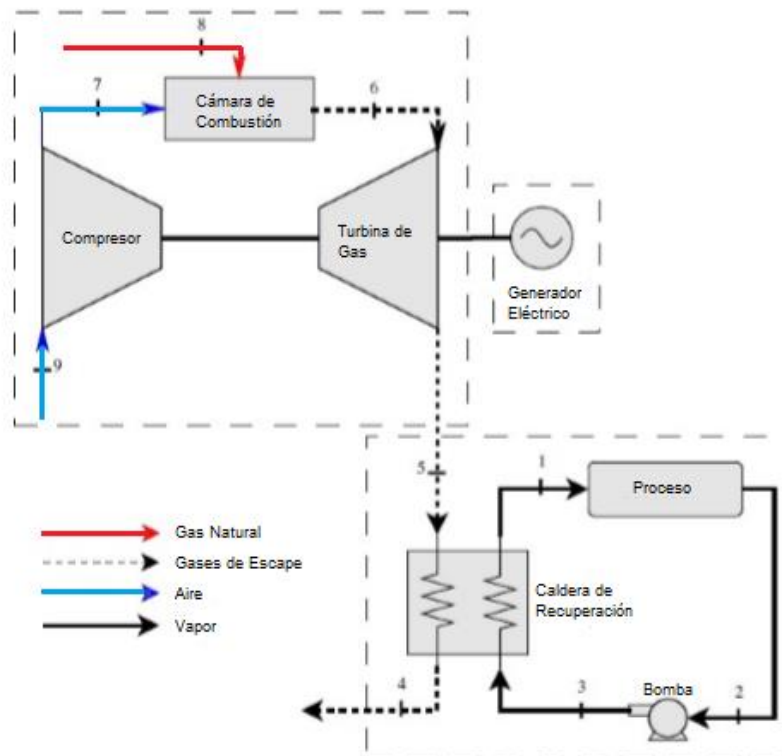 8
7
6
Cámara de
Combustión
Compresor
Turbina de
Gas
Generador
Eléctrico
9
5
1
Proceso
Gas Natural
Gases de Escape
Aire
Vapor
Caldera de
Recuperación
4
3
Bomba
2